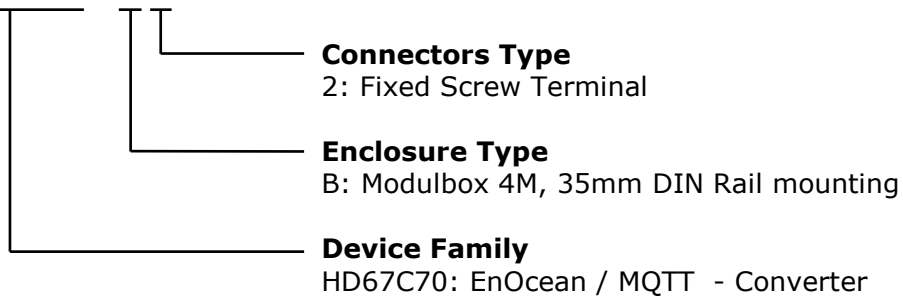 Connectors Type
2: Fixed Screw Terminal
Enclosure Type
B: Modulbox 4M, 35mm DIN Rail mounting
Device Family
HD67C70: EnOcean / MQTT - Converter